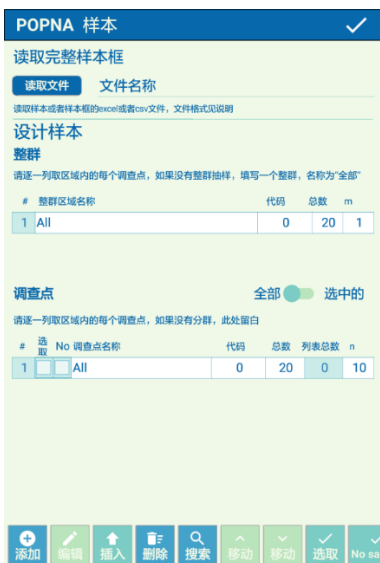 POPNA 样本
读取完整样本框
读取文件 文件名称
读取样本或者样本框的excel或者csv文件，文件格式见说明
设计样本
整群
请逐一列取区域内的每个调查点，如果没有整群抽样，填写一个整群，名称为"全部"
# 整群区域名称 代码 总数 m
1 All 0 20 1
调查点 全部 选中的
请逐一列取区域内的每个调查点，如果没有分群，此处留白
# 选取 No 调查点名称 代码 总数 列表总数 n
1 All 0 20 0 10
添加 编辑 插入 删除 搜索 移动 移动 选取 No sa